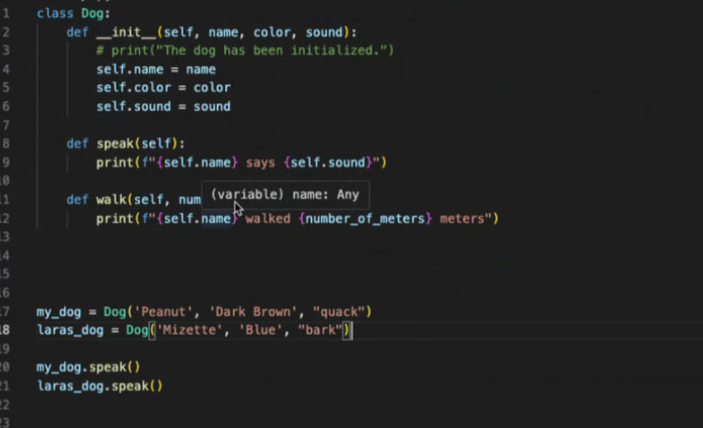 1 class Dog:
2 def __init__(self, name, color, sound):
3 # print("The dog has been initialized.")
4 self.name = name
5 self.color = color
6 self.sound = sound
7
8 def speak(self):
9 print(f"{self.name} says {self.sound}")
10
(variable) name: Any
11 def walk(self, num
12 print(f"{self.name} walked {number_of_meters} meters")
13
14
15
16
17 my_dog = Dog('Peanut', 'Dark Brown', "quack")
18 laras_dog = Dog('Mizette', 'Blue', "bark")
19
20 my_dog.speak()
21 laras_dog.speak()
22
23